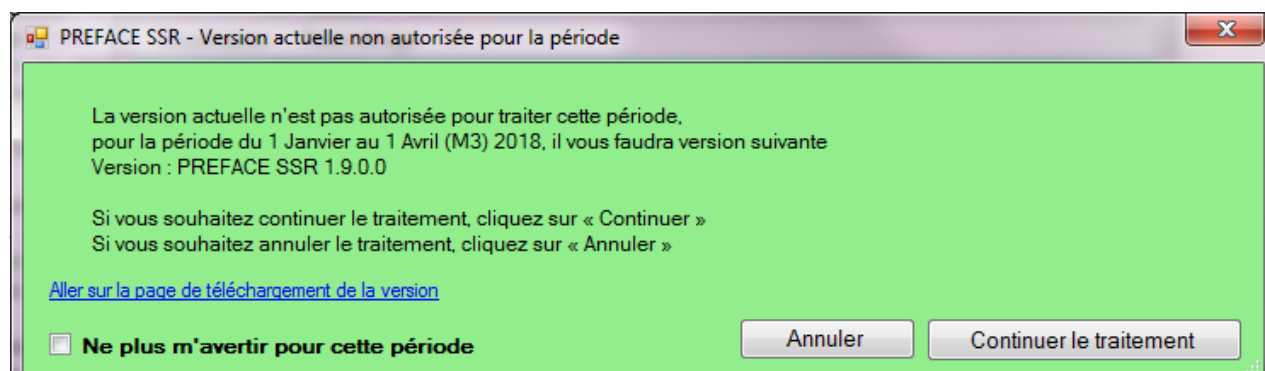 PREFACE SSR - Version actuelle non autorisée pour la période
La version actuelle n'est pas autorisée pour traiter cette période,
pour la période du 1 Janvier au 1 Avril (M3) 2018, il vous faudra version suivante
Version : PREFACE SSR 1.9.0.0
Si vous souhaitez continuer le traitement, cliquez sur « Continuer »
Si vous souhaitez annuler le traitement, cliquez sur « Annuler »
Aller sur la page de téléchargement de la version
Ne plus m'avertir pour cette période
Annuler
Continuer le traitement